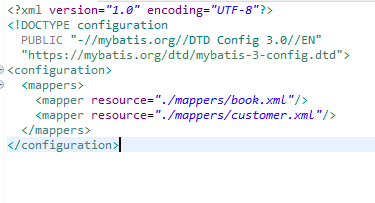 <?xml version="1.0" encoding="UTF-8"?>
<!DOCTYPE configuration
PUBLIC "-//mybatis.org//DTD Config 3.0//EN"
"https://mybatis.org/dtd/mybatis-3-config.dtd">
<configuration>
<mappers>
<mapper resource="./mappers/book.xml"/>
<mapper resource="./mappers/customer.xml"/>
</mappers>
</configuration>